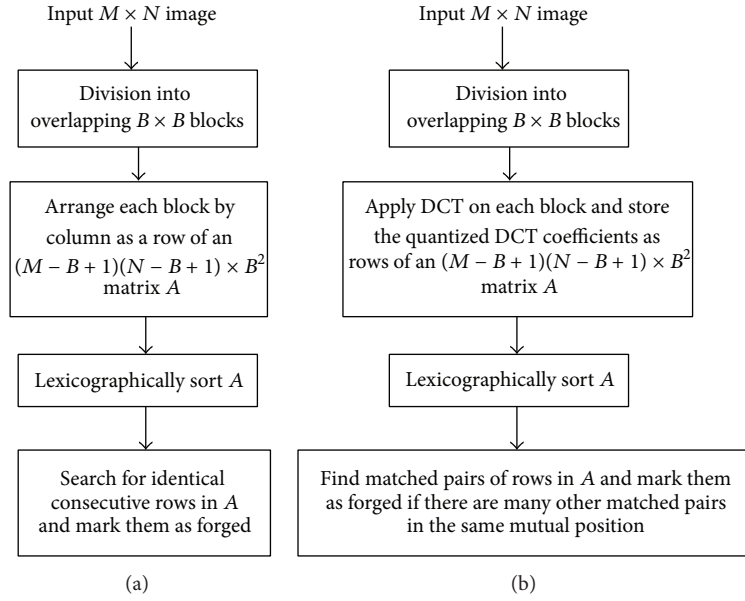 Input M × N image
Division into
overlapping B × B blocks
Arrange each block by
column as a row of an
(M − B + 1)(N − B + 1) × B²
matrix A
Lexicographically sort A
Search for identical
consecutive rows in A
and mark them as forged
(a)
Input M × N image
Division into
overlapping B × B blocks
Apply DCT on each block and store
the quantized DCT coefficients as
rows of an (M − B + 1)(N − B + 1) × B²
matrix A
Lexicographically sort A
Find matched pairs of rows in A and mark them
as forged if there are many other matched pairs
in the same mutual position
(b)